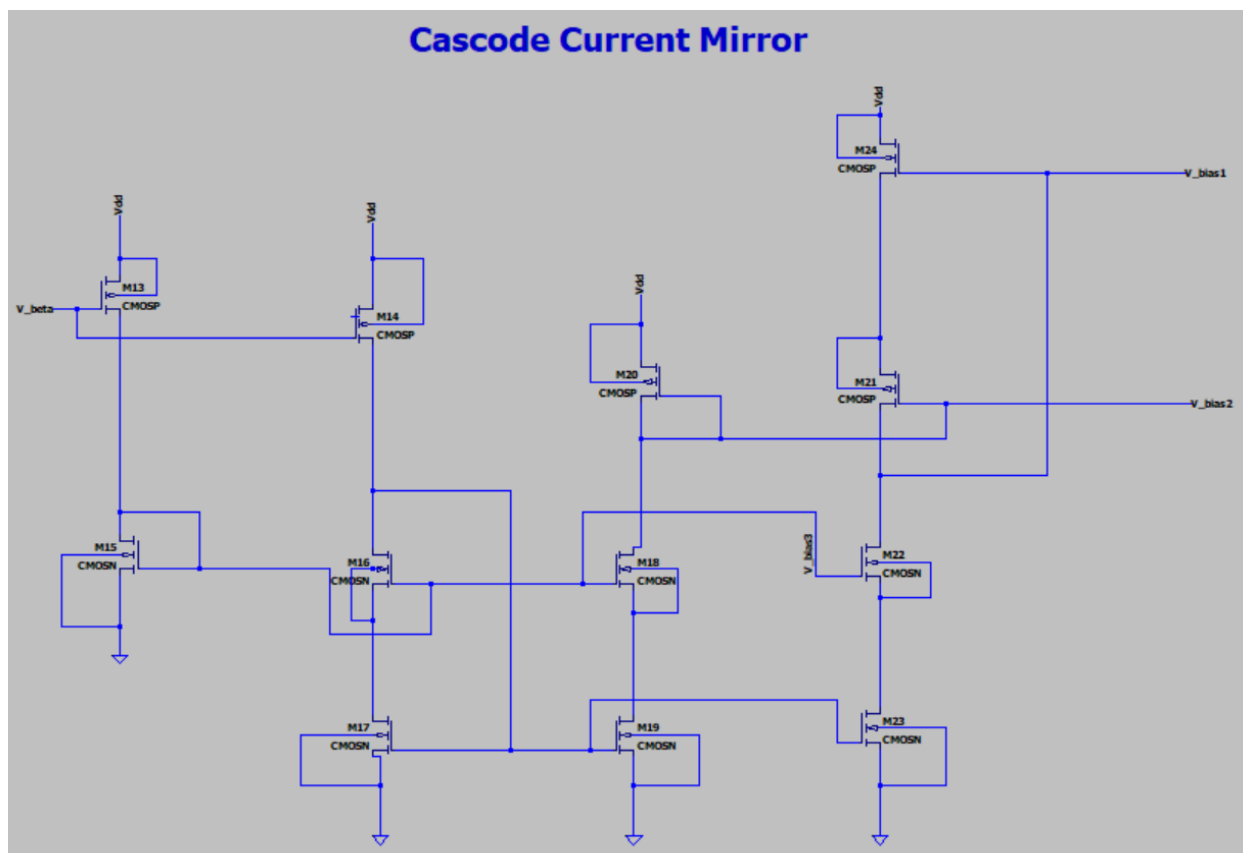 Cascode Current Mirror
Vdd
M24
CMOSP
V_bias1
Vdd
Vdd
M13
CMOSP
V_beta
M14
CMOSP
Vdd
M20
CMOSP
M21
CMOSP
V_bias2
M15
CMOSN
M16
CMOSN
M18
CMOSN
V_bias3
M22
CMOSN
M17
CMOSN
M19
CMOSN
M23
CMOSN